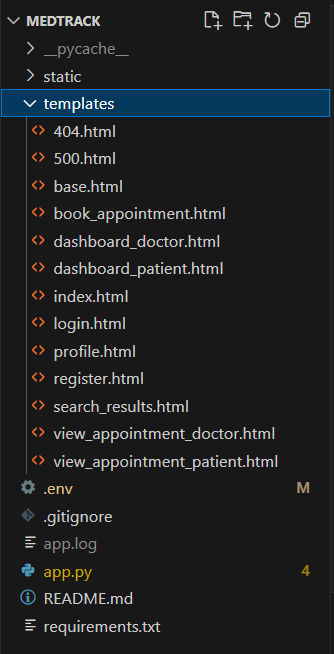 MEDTRACK
__pycache__
static
templates
404.html
500.html
base.html
book_appointment.html
dashboard_doctor.html
dashboard_patient.html
index.html
login.html
profile.html
register.html
search_results.html
view_appointment_doctor.html
view_appointment_patient.html
.env M
.gitignore
app.log
app.py 4
README.md
requirements.txt